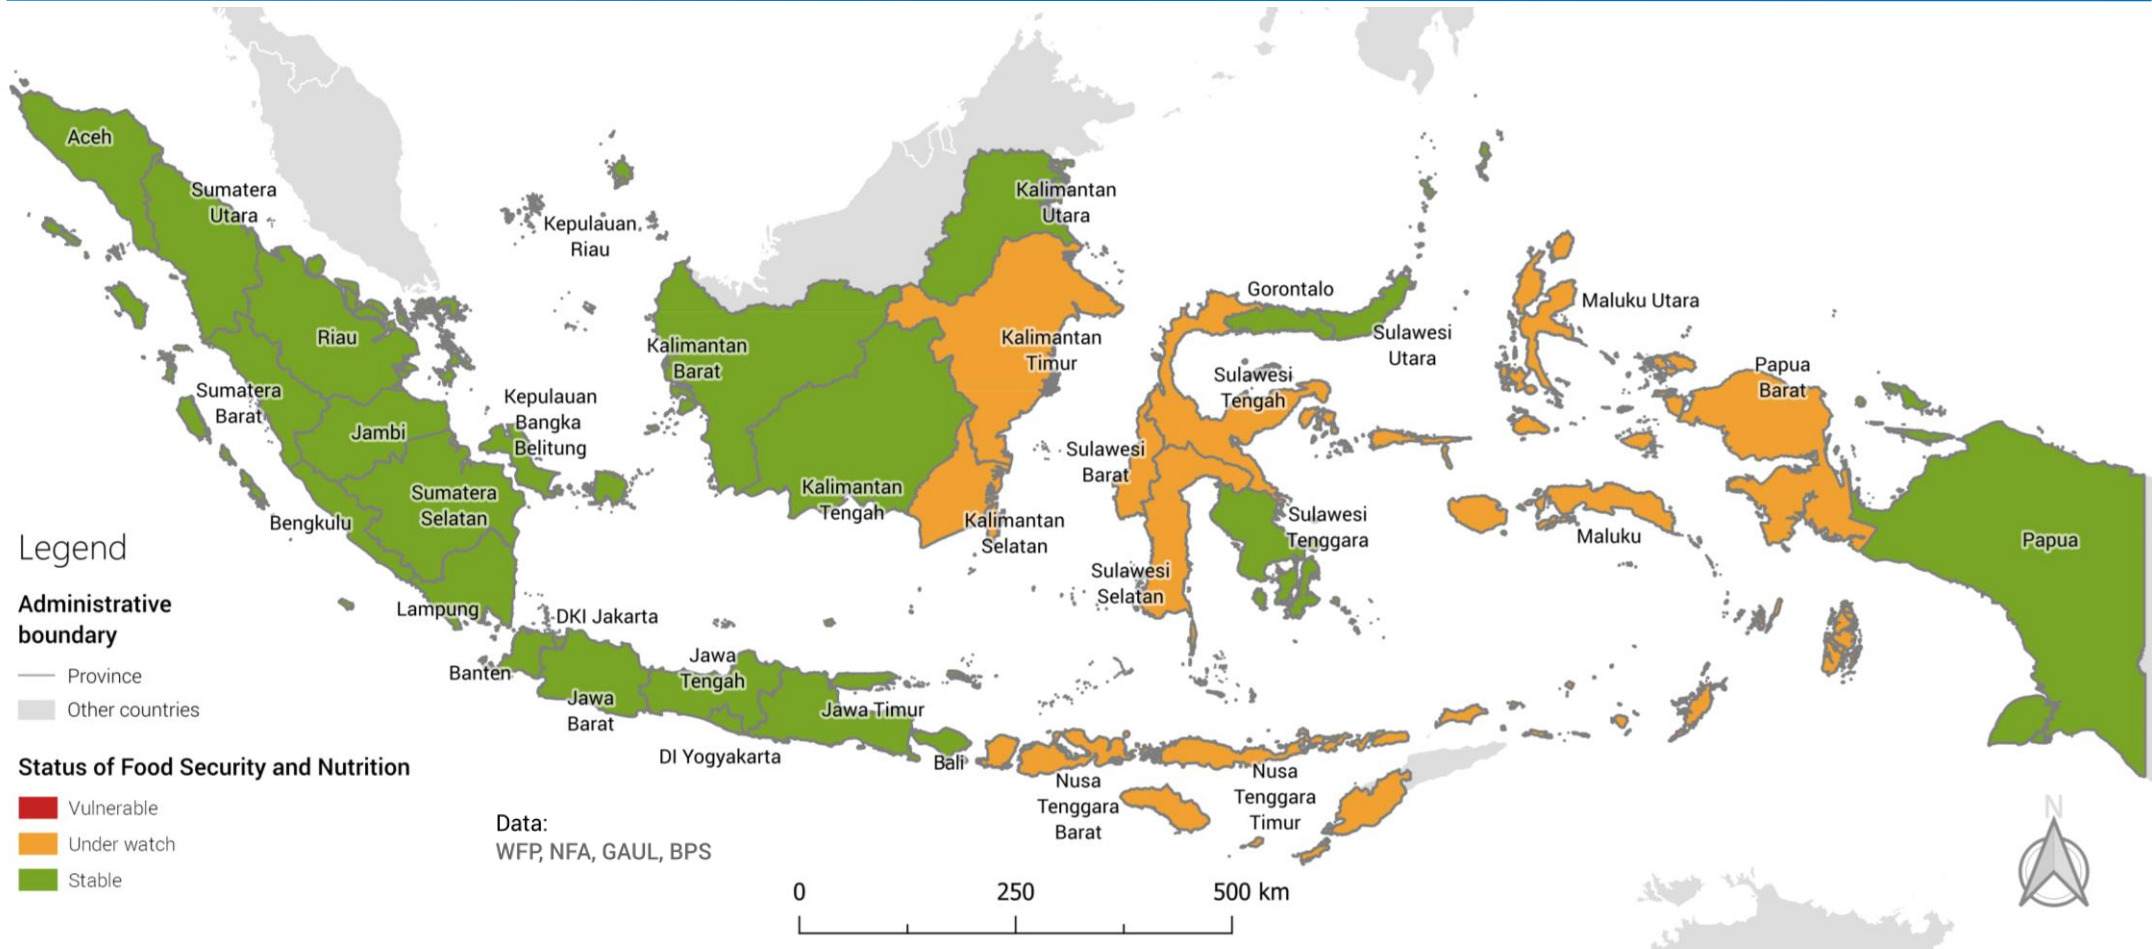 Aceh
Sumatera
Utara
Kepulauan
Riau
Kalimantan
Utara
Riau
Kalimantan
Barat
Kalimantan
Timur
Gorontalo
Sulawesi
Utara
Maluku Utara
Sumatera
Barat
Jambi
Kepulauan
Bangka
Belitung
Sulawesi
Tengah
Papua
Barat
Sulawesi
Barat
Sumatera
Selatan
Bengkulu
Kalimantan
Tengah
Kalimantan
Selatan
Sulawesi
Tenggara
Maluku
Papua
Sulawesi
Selatan
Lampung
DKI Jakarta
Banten
Jawa
Barat
Jawa
Tengah
Jawa Timur
DI Yogyakarta
Bali
Nusa
Tenggara
Barat
Nusa
Tenggara
Timur
Legend
Administrative
boundary
Province
Other countries
Status of Food Security and Nutrition
Vulnerable
Under watch
Stable
Data:
WFP, NFA, GAUL, BPS
0 250 500 km
N